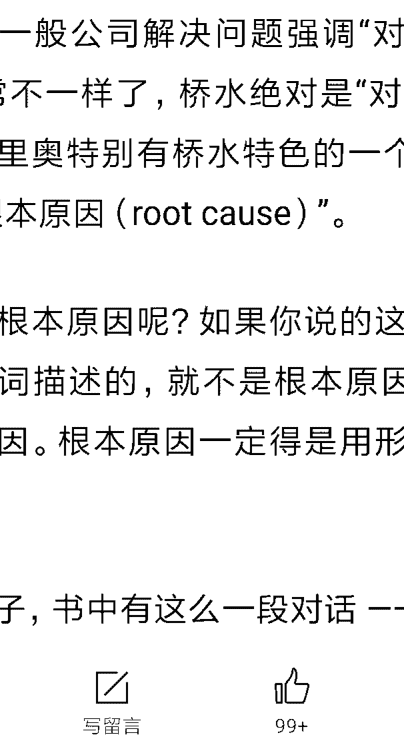 一般公司解决问题强调“对
常不一样了，桥水绝对是“对
里奥特别有桥水特色的一个
根本原因（root cause）”。
根本原因呢？如果你说的这
词描述的，就不是根本原因
因。根本原因一定得是用形
子，书中有这么一段对话 —
写留言
99+